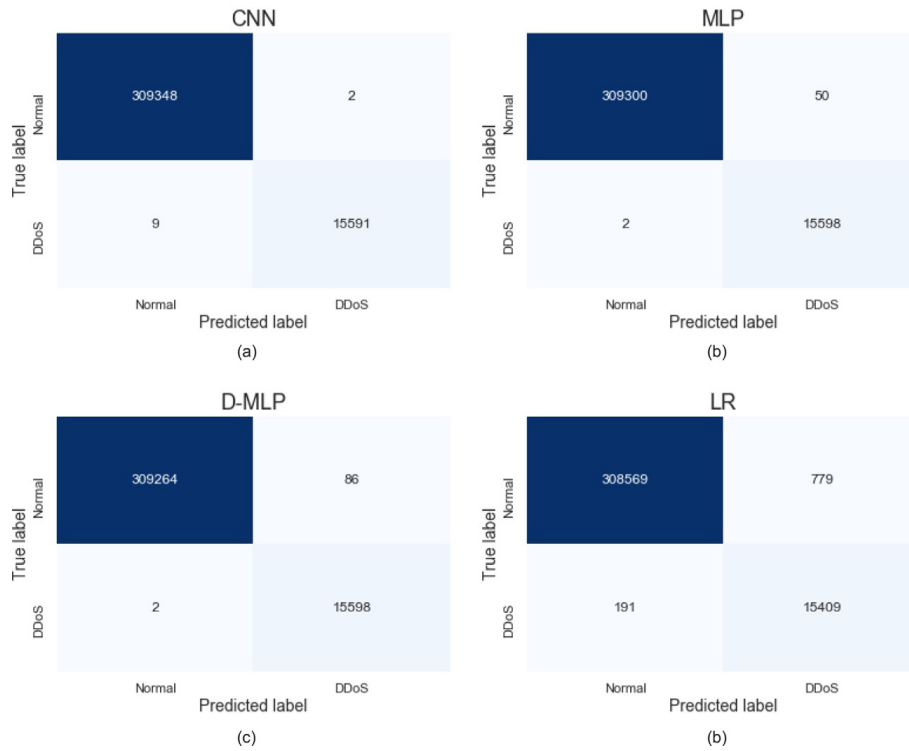 CNN
True label
Normal
309348
2
DDoS
9
15591
Normal
DDoS
Predicted label
(a)
MLP
True label
Normal
309300
50
DDoS
2
15598
Normal
DDoS
Predicted label
(b)
D-MLP
True label
Normal
309264
86
DDoS
2
15598
Normal
DDoS
Predicted label
(c)
LR
True label
Normal
308569
779
DDoS
191
15409
Normal
DDoS
Predicted label
(b)